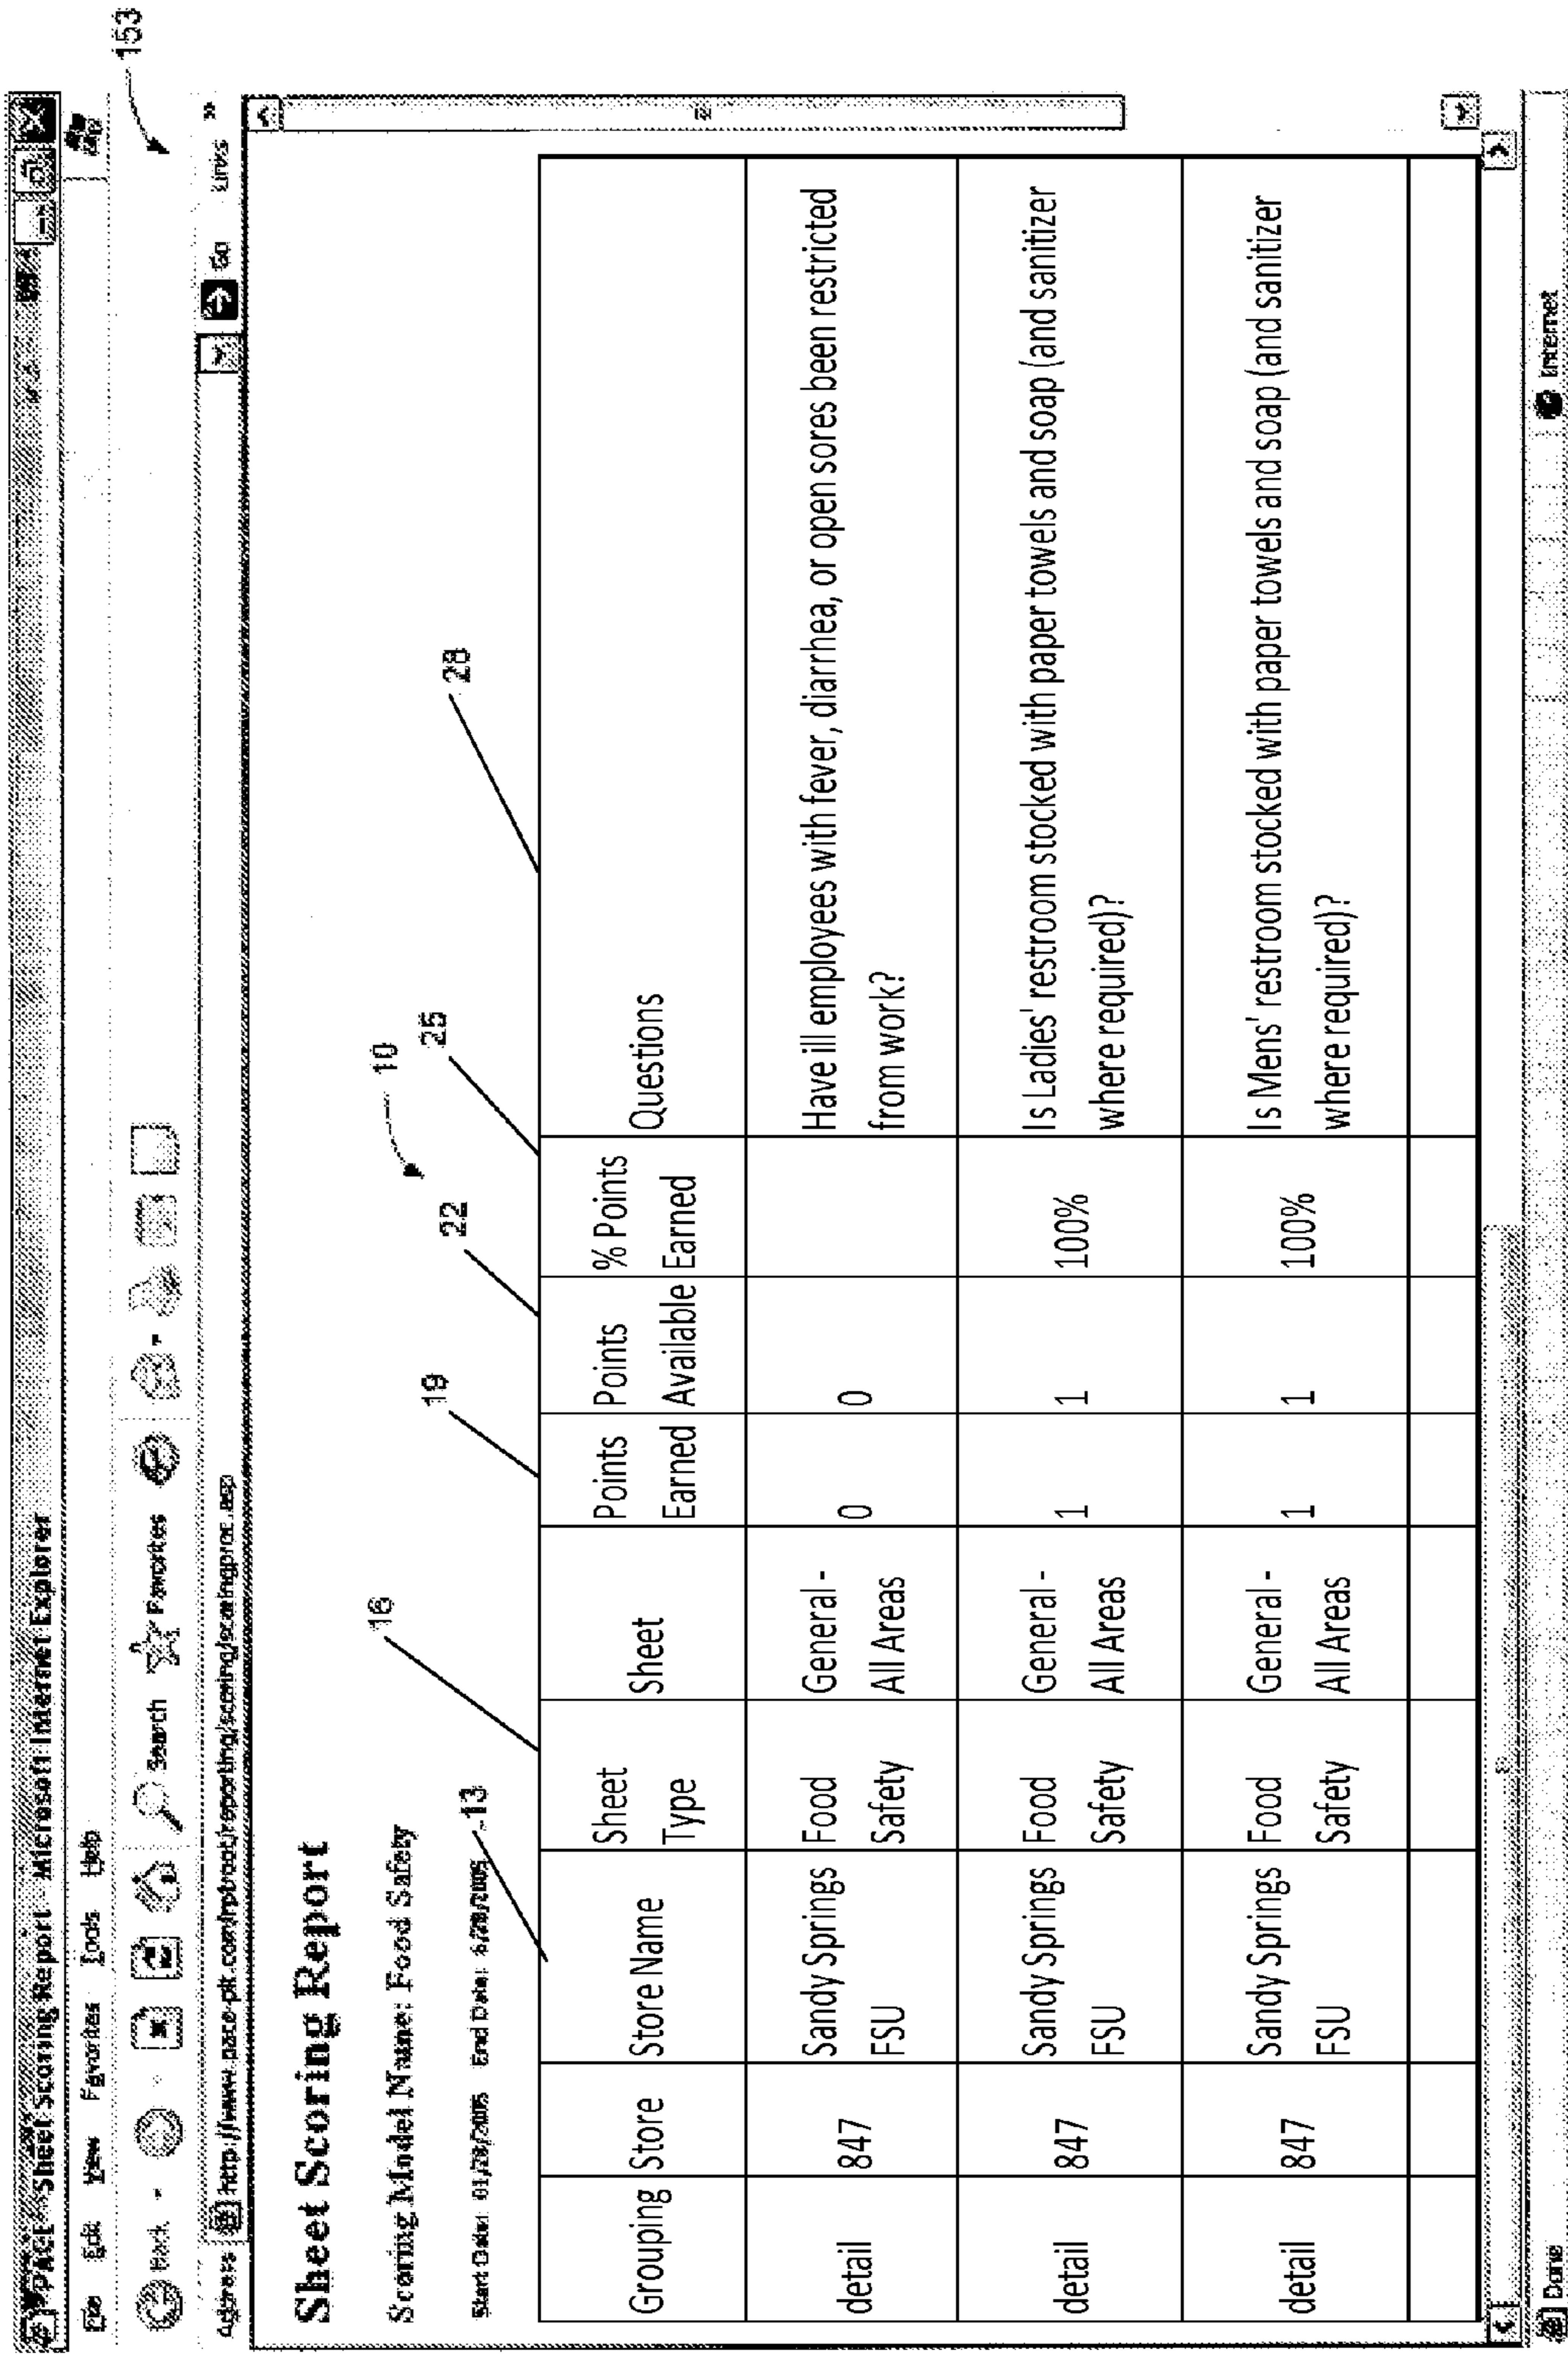 PACE Sheet Scoring Report - Microsoft Internet Explorer
File Edit View Favorites Tools Help
153
Back Search Favorites
Address http://www.pace-plt.com/rptroot/reporting/scoring/scoringproc.asp Go Links »
Sheet Scoring Report
Scoring Model Name: Food Safety
Start Date: 01/28/2005 End Date: 6/28/2005
13 16 19 22 10 25 28
Grouping Store Store Name Sheet Type Sheet Points Earned Points Available % Points Earned Questions
detail 847 Sandy Springs FSU Food Safety General - All Areas 0 0 Have ill employees with fever, diarrhea, or open sores been restricted
from work?
detail 847 Sandy Springs FSU Food Safety General - All Areas 1 1 100% Is Ladies' restroom stocked with paper towels and soap (and sanitizer
where required)?
detail 847 Sandy Springs FSU Food Safety General - All Areas 1 1 100% Is Mens' restroom stocked with paper towels and soap (and sanitizer
where required)?
Done Internet